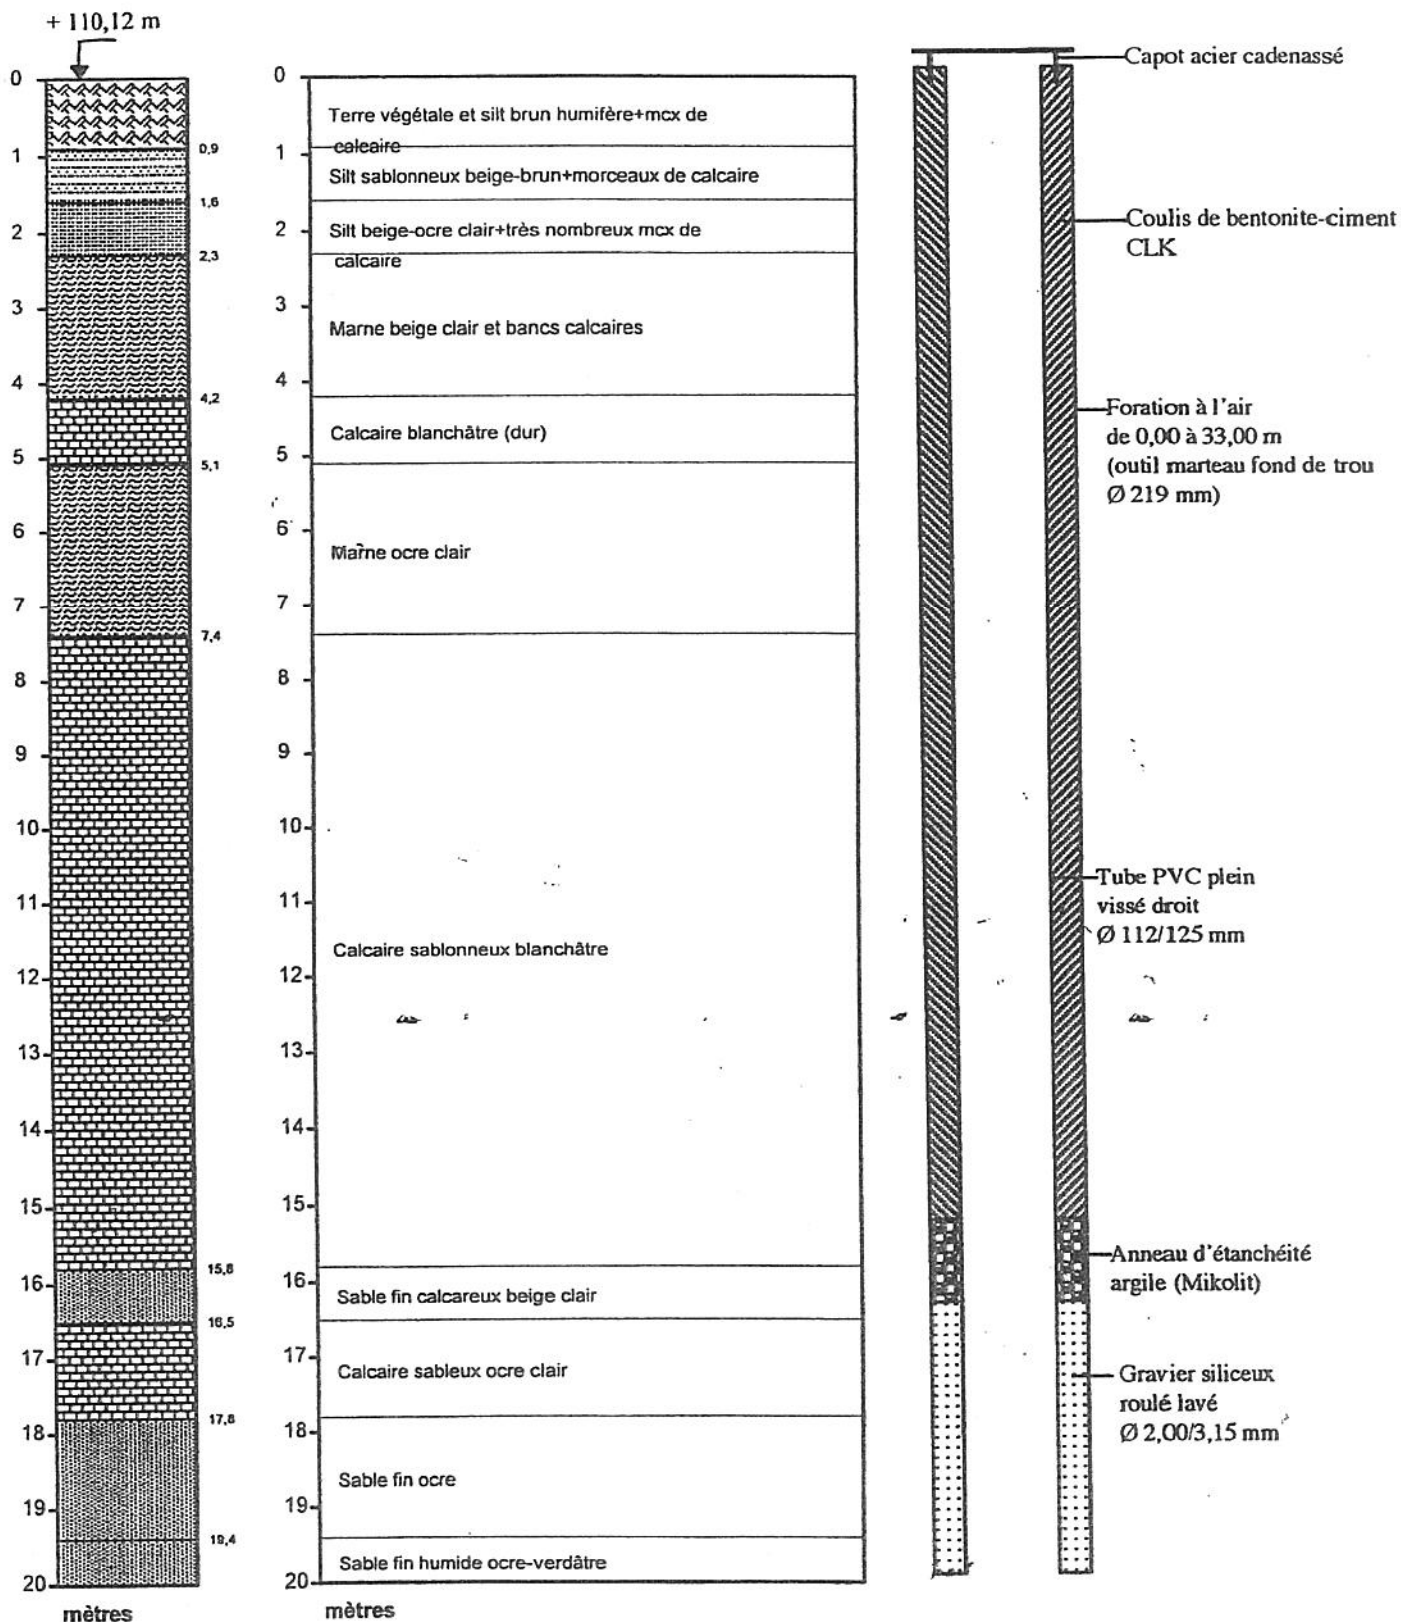 + 110,12 m
0
1
2
3
4
5
6
7
8
9
10
11
12
13
14
15
16
17
18
19
20
mètres
0,9
1,6
2,3
4,2
5,1
7,4
15,8
16,5
17,8
19,4
0
1
2
3
4
5
6
7
8
9
10
11
12
13
14
15
16
17
18
19
20
mètres
Terre végétale et silt brun humifère+mcx de
calcaire
Silt sablonneux beige-brun+morceaux de calcaire
Silt beige-ocre clair+très nombreux mcx de
calcaire
Marne beige clair et bancs calcaires
Calcaire blanchâtre (dur)
Marne ocre clair
Calcaire sablonneux blanchâtre
Sable fin calcareux beige clair
Calcaire sableux ocre clair
Sable fin ocre
Sable fin humide ocre-verdâtre
Capot acier cadenassé
Coulis de bentonite-ciment
CLK
Foration à l'air
de 0,00 à 33,00 m
(outil marteau fond de trou
Ø 219 mm)
Tube PVC plein
vissé droit
Ø 112/125 mm
Anneau d'étanchéité
argile (Mikolit)
Gravier siliceux
roulé lavé
Ø 2,00/3,15 mm